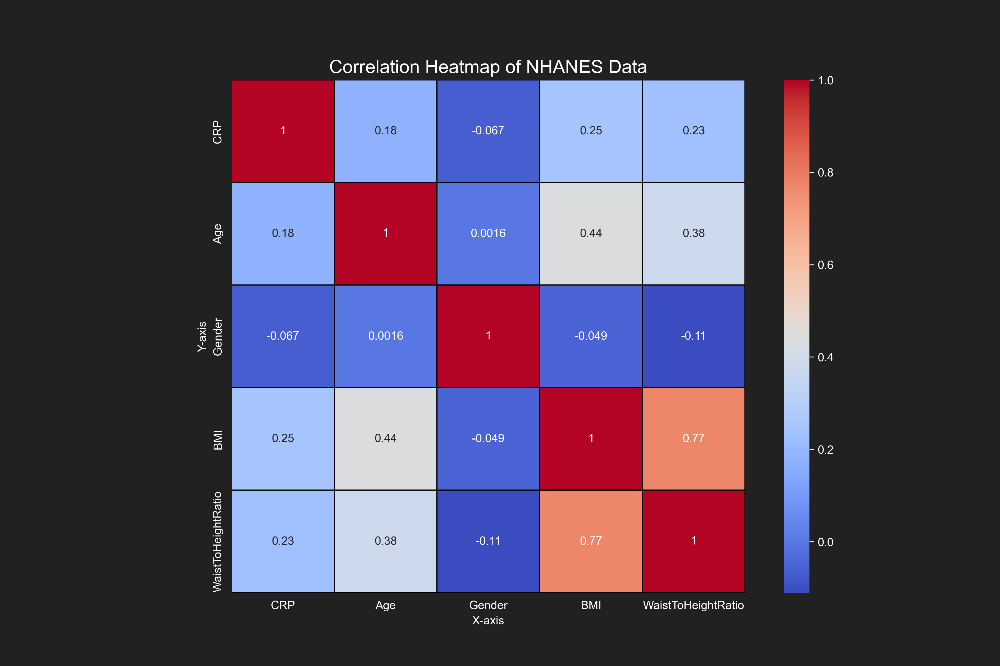 Correlation Heatmap of NHANES Data
CRP 1 0.18 -0.067 0.25 0.23
Age 0.18 1 0.0016 0.44 0.38
Y-axis
Gender -0.067 0.0016 1 -0.049 -0.11
BMI 0.25 0.44 -0.049 1 0.77
WaistToHeightRatio 0.23 0.38 -0.11 0.77 1
CRP Age Gender BMI WaistToHeightRatio
X-axis
1.0
0.8
0.6
0.4
0.2
0.0